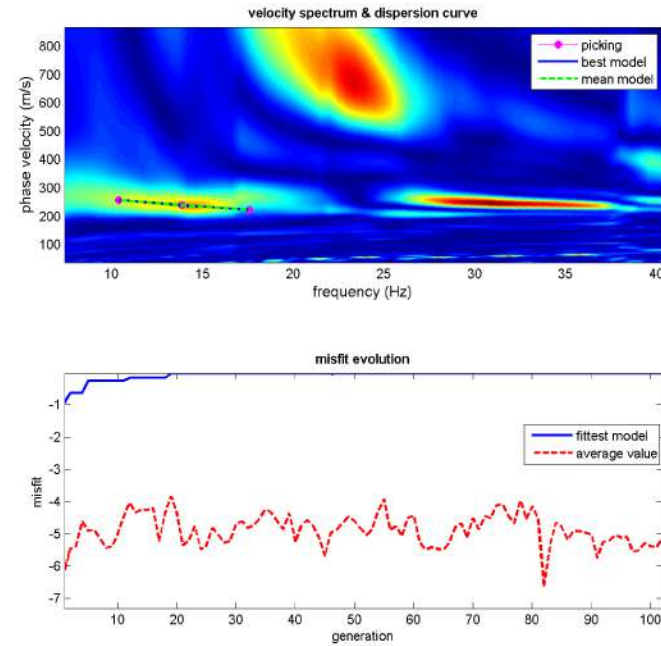 velocity spectrum & dispersion curve
phase velocity (m/s)
800
700
600
500
400
300
200
100
picking
best model
mean model
10 15 20 25 30 35 40
frequency (Hz)
misfit evolution
misfit
-1
-2
-3
-4
-5
-6
-7
fittest model
average value
10 20 30 40 50 60 70 80 90 100
generation